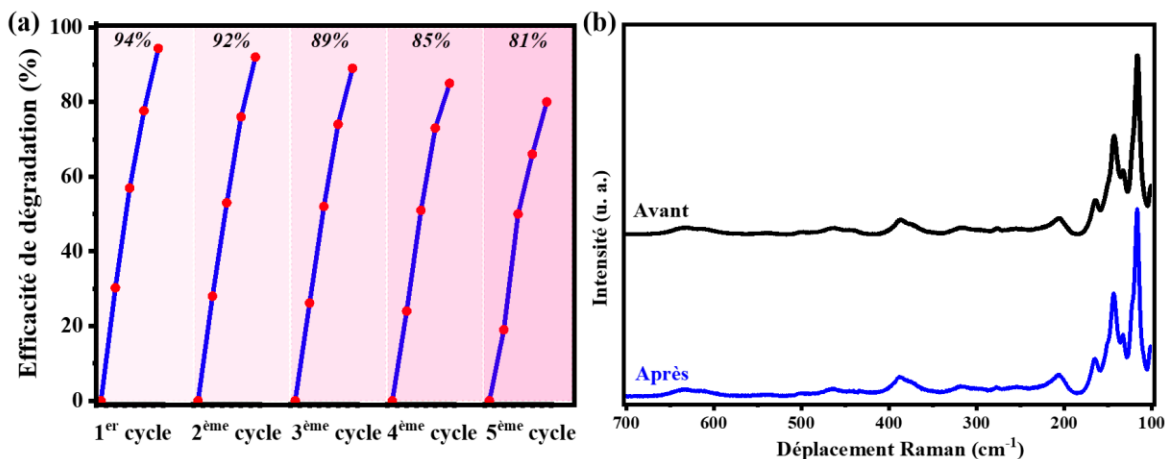 (a)
Efficacité de dégradation (%)
100
80
60
40
20
0
94%
92%
89%
85%
81%
1er cycle
2ème cycle
3ème cycle
4ème cycle
5ème cycle
(b)
Intensité (u. a.)
Avant
Après
700
600
500
400
300
200
100
Déplacement Raman (cm-1)